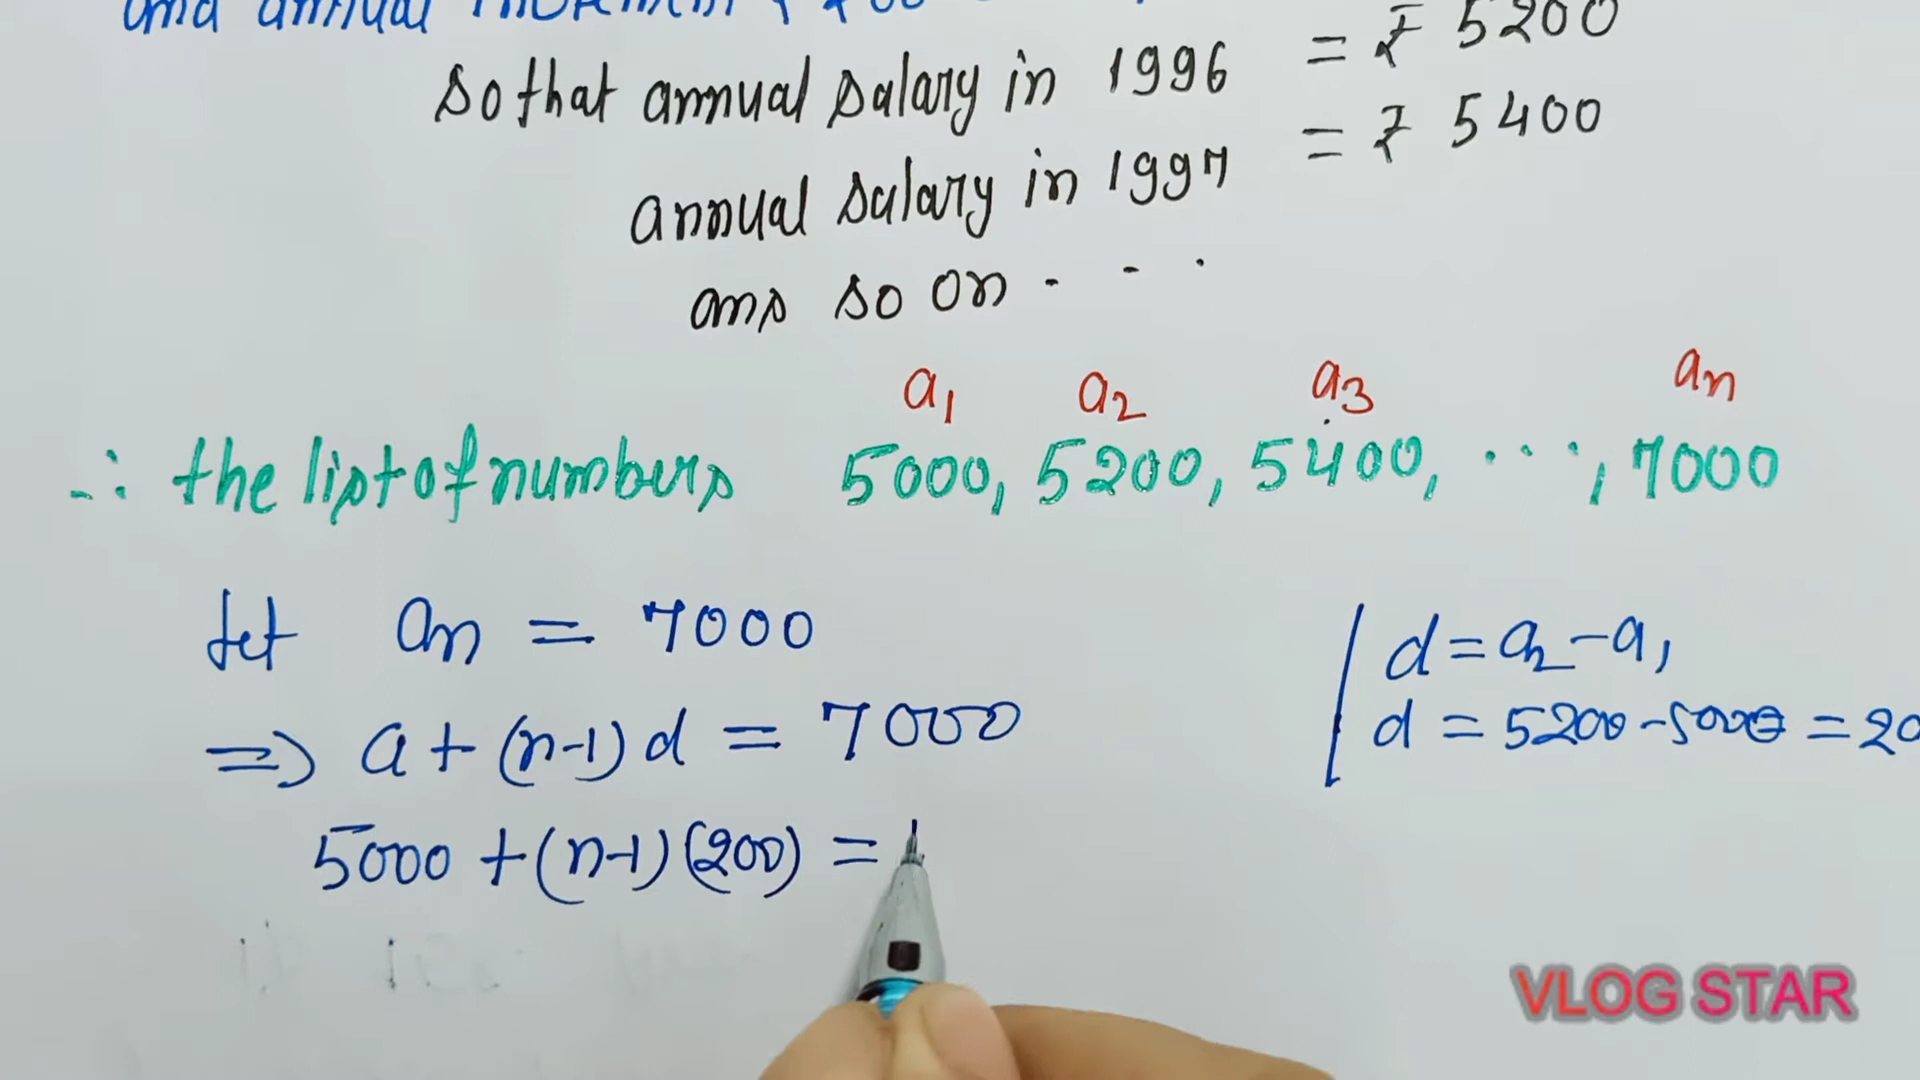 and annual
so that annual salary in 1996 = ₹ 5200
annual salary in 1997 = ₹ 5400
ans so on - - .
a1 a2 a3 an
∴ the list of numbers 5000, 5200, 5400, ..., 7000
Let an = 7000
⇒ a + (n-1) d = 7000
5000 + (n-1) (200) =
d = a2 - a1
d = 5200 - 5000 = 20
VLOG STAR